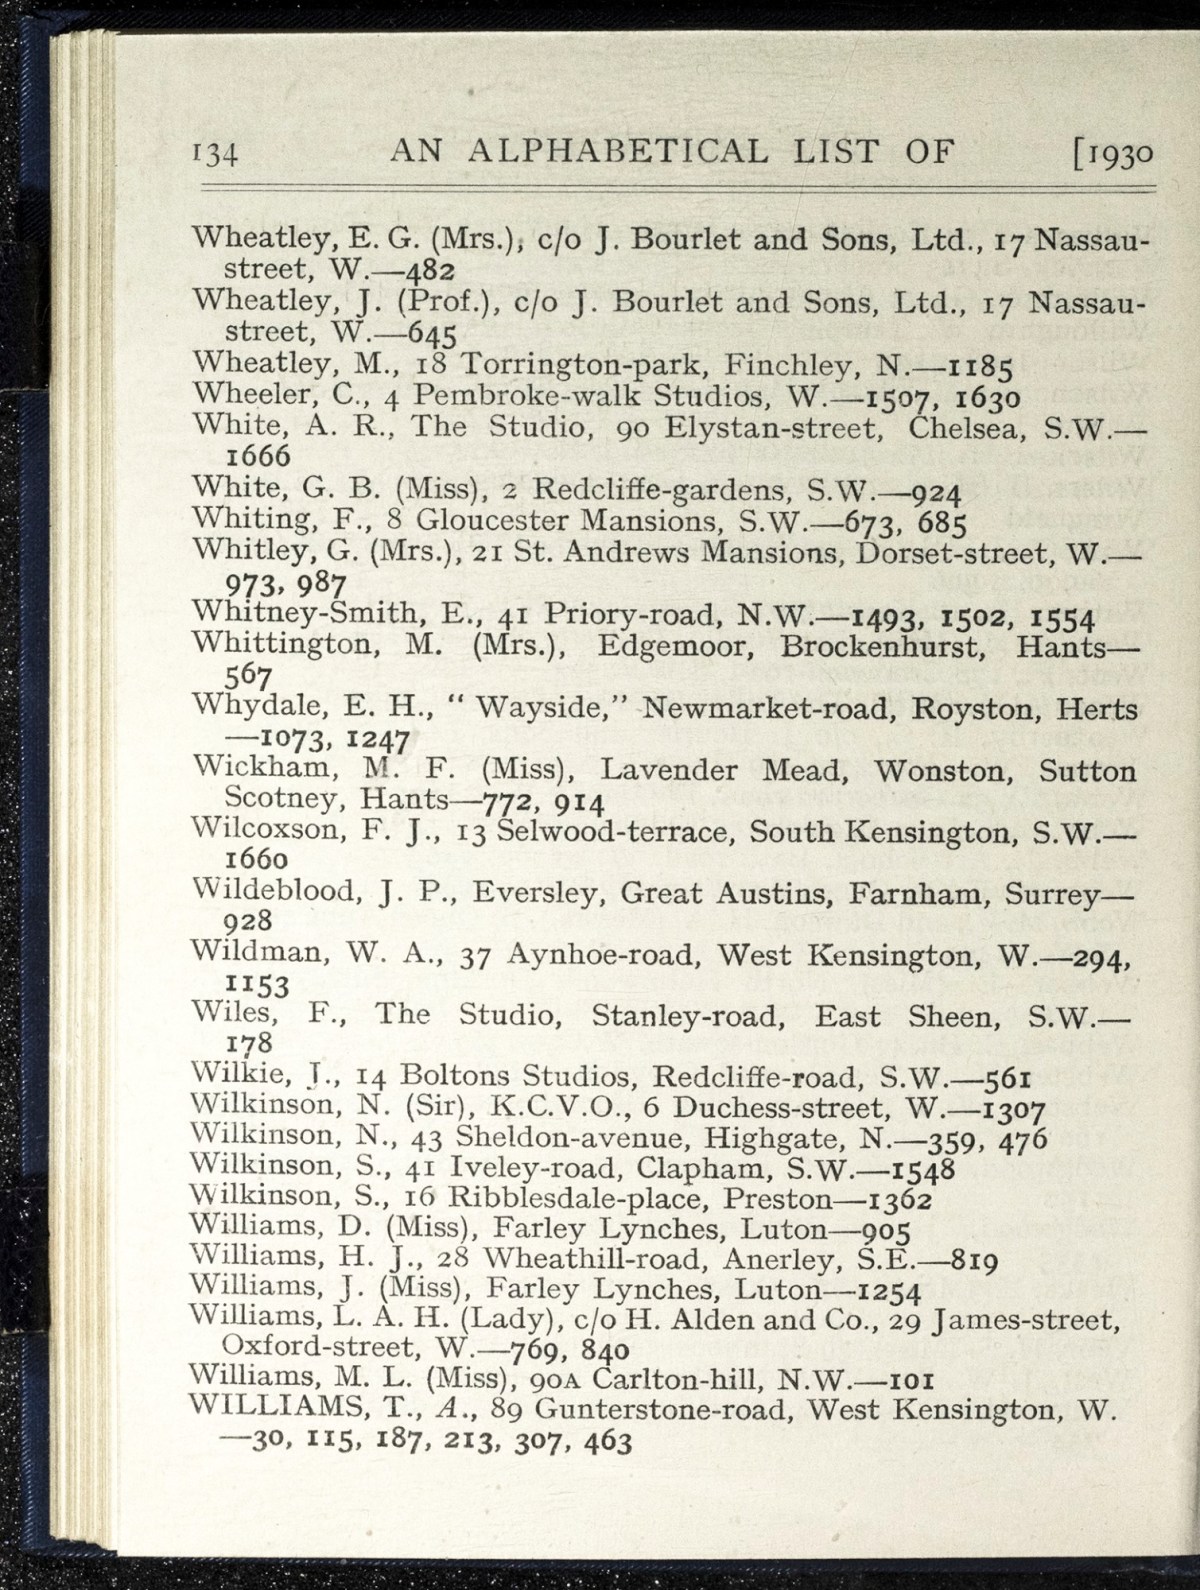 134 AN ALPHABETICAL LIST OF [1930
Wheatley, E. G. (Mrs.), c/o J. Bourlet and Sons, Ltd., 17 Nassau-
street, W.—482
Wheatley, J. (Prof.), c/o J. Bourlet and Sons, Ltd., 17 Nassau-
street, W.—645
Wheatley, M., 18 Torrington-park, Finchley, N.—1185
Wheeler, C., 4 Pembroke-walk Studios, W.—1507, 1630
White, A. R., The Studio, 90 Elystan-street, Chelsea, S.W.—
1666
White, G. B. (Miss), 2 Redcliffe-gardens, S.W.—924
Whiting, F., 8 Gloucester Mansions, S.W.—673, 685
Whitley, G. (Mrs.), 21 St. Andrews Mansions, Dorset-street, W.—
973, 987
Whitney-Smith, E., 41 Priory-road, N.W.—1493, 1502, 1554
Whittington, M. (Mrs.), Edgemoor, Brockenhurst, Hants—
567
Whydale, E. H., “ Wayside,” Newmarket-road, Royston, Herts
—1073, 1247
Wickham, M. F. (Miss), Lavender Mead, Wonston, Sutton
Scotney, Hants—772, 914
Wilcoxson, F. J., 13 Selwood-terrace, South Kensington, S.W.—
1660
Wildeblood, J. P., Eversley, Great Austins, Farnham, Surrey—
928
Wildman, W. A., 37 Aynhoe-road, West Kensington, W.—294,
1153
Wiles, F., The Studio, Stanley-road, East Sheen, S.W.—
178
Wilkie, J., 14 Boltons Studios, Redcliffe-road, S.W.—561
Wilkinson, N. (Sir), K.C.V.O., 6 Duchess-street, W.—1307
Wilkinson, N., 43 Sheldon-avenue, Highgate, N.—359, 476
Wilkinson, S., 41 Iveley-road, Clapham, S.W.—1548
Wilkinson, S., 16 Ribblesdale-place, Preston—1362
Williams, D. (Miss), Farley Lynches, Luton—905
Williams, H. J., 28 Wheathill-road, Anerley, S.E.—819
Williams, J. (Miss), Farley Lynches, Luton—1254
Williams, L. A. H. (Lady), c/o H. Alden and Co., 29 James-street,
Oxford-street, W.—769, 840
Williams, M. L. (Miss), 90A Carlton-hill, N.W.—101
WILLIAMS, T., A., 89 Gunterstone-road, West Kensington, W.
—30, 115, 187, 213, 307, 463